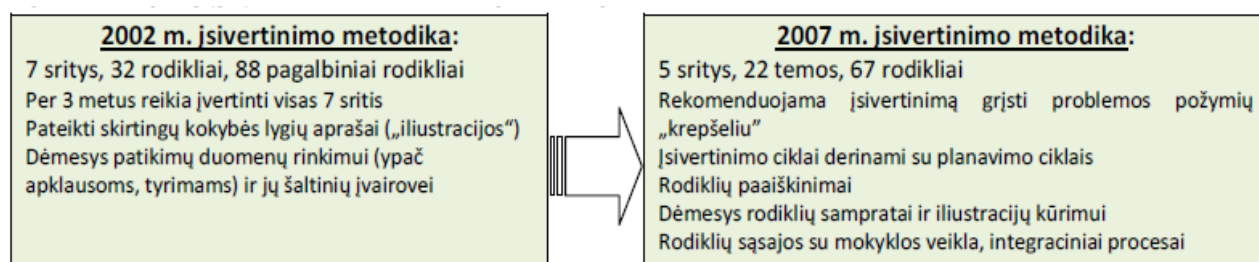 2002 m. įsivertinimo metodika:
7 sritys, 32 rodikliai, 88 pagalbiniai rodikliai
Per 3 metus reikia įvertinti visas 7 sritis
Pateikti skirtingų kokybės lygių aprašai („iliustracijos“)
Dėmesys patikimų duomenų rinkimui (ypač
apklausoms, tyrimams) ir jų šaltinių įvairovei
2007 m. įsivertinimo metodika:
5 sritys, 22 temos, 67 rodikliai
Rekomenduojama įsivertinimą grįsti problemos požymių
„krepšeliu”
Įsivertinimo ciklai derinami su planavimo ciklais
Rodiklių paaiškinimai
Dėmesys rodiklių sampratai ir iliustracijų kūrimui
Rodiklių sąsajos su mokyklos veikla, integraciniai procesai